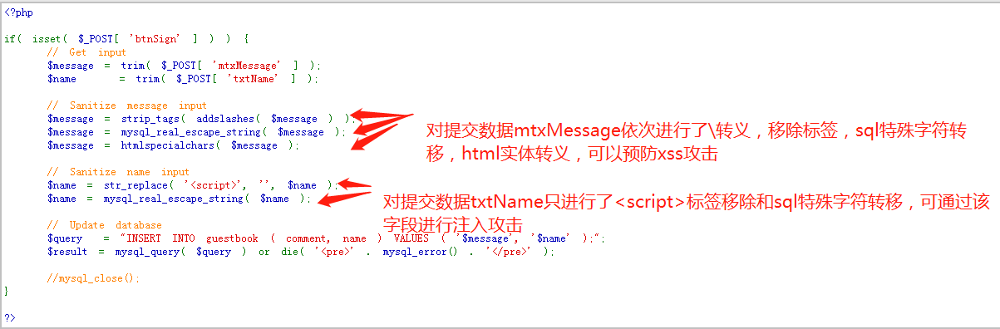 <?php
if( isset( $_POST[ 'btnSign' ] ) ) {
// Get input
$message = trim( $_POST[ 'mtxMessage' ] );
$name = trim( $_POST[ 'txtName' ] );
// Sanitize message input
$message = strip_tags( addslashes( $message ) );
$message = mysql_real_escape_string( $message );
$message = htmlspecialchars( $message );
对提交数据mtxMessage依次进行了\转义，移除标签，sql特殊字符转
移，html实体转义，可以预防xss攻击
// Sanitize name input
$name = str_replace( '<script>', '', $name );
$name = mysql_real_escape_string( $name );
对提交数据txtName只进行了<script>标签移除和sql特殊字符转移，可通过该
字段进行注入攻击
// Update database
$query = "INSERT INTO guestbook ( comment, name ) VALUES ( '$message', '$name' );";
$result = mysql_query( $query ) or die( '<pre>' . mysql_error() . '</pre>' );
//mysql_close();
}
?>